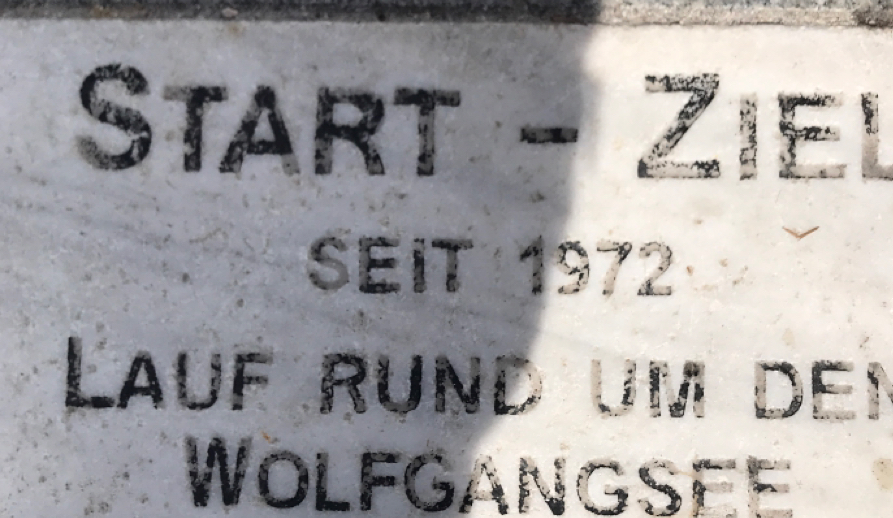 START - ZIEL
SEIT 1972
LAUF RUND UM DEN
WOLFGANGSEE